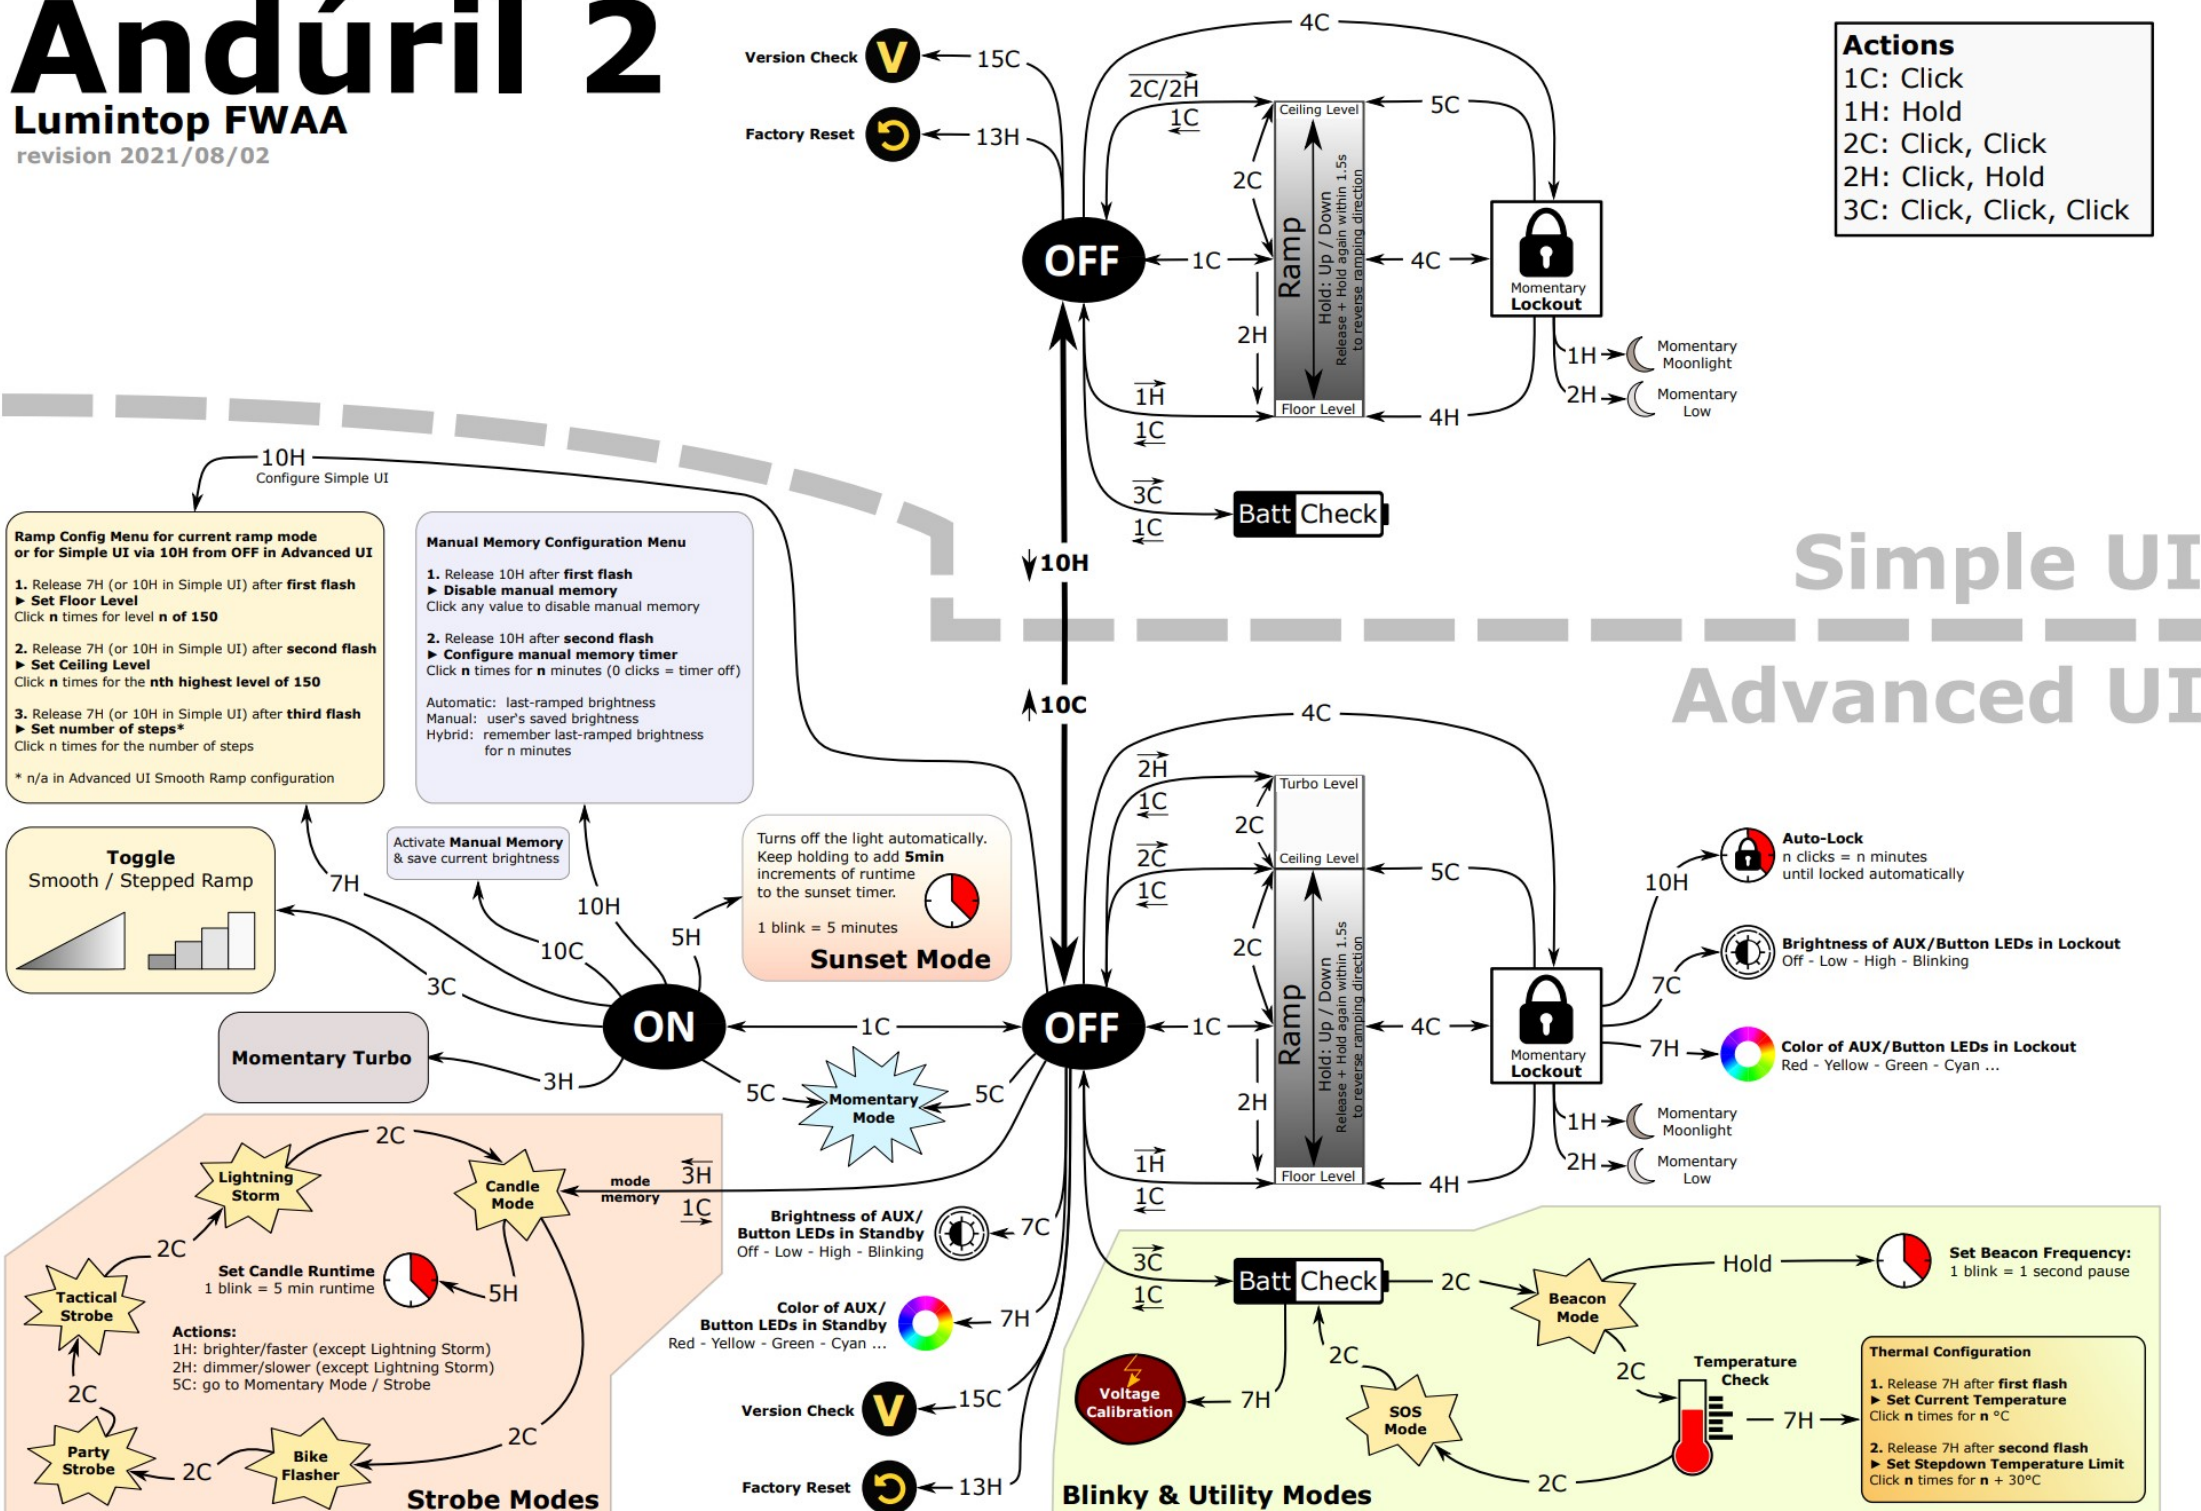 Andúril 2
Lumintop FWAA
revision 2021/08/02
Version Check
V
15C
Factory Reset
13H
4C
2C/2H
1C
Ceiling Level
5C
2C
Ramp
Hold: Up / Down
Release + Hold again within 1.5s
to reverse ramping direction
OFF
1C
4C
Momentary
Lockout
2H
1H
Momentary
Moonlight
2H
Momentary
Low
1H
1C
Floor Level
4H
3C
1C
Batt Check
Actions
1C: Click
1H: Hold
2C: Click, Click
2H: Click, Hold
3C: Click, Click, Click
10H
10C
Simple UI
Advanced UI
10H
Configure Simple UI
Ramp Config Menu for current ramp mode
or for Simple UI via 10H from OFF in Advanced UI
1. Release 7H (or 10H in Simple UI) after first flash
► Set Floor Level
Click n times for level n of 150
2. Release 7H (or 10H in Simple UI) after second flash
► Set Ceiling Level
Click n times for the nth highest level of 150
3. Release 7H (or 10H in Simple UI) after third flash
► Set number of steps*
Click n times for the number of steps
* n/a in Advanced UI Smooth Ramp configuration
Manual Memory Configuration Menu
1. Release 10H after first flash
► Disable manual memory
Click any value to disable manual memory
2. Release 10H after second flash
► Configure manual memory timer
Click n times for n minutes (0 clicks = timer off)
Automatic: last-ramped brightness
Manual: user's saved brightness
Hybrid: remember last-ramped brightness
for n minutes
Toggle
Smooth / Stepped Ramp
Activate Manual Memory
& save current brightness
Turns off the light automatically.
Keep holding to add 5min
increments of runtime
to the sunset timer.
1 blink = 5 minutes
Sunset Mode
7H
10H
5H
10C
3C
ON
1C
OFF
Momentary Turbo
3H
5C
Momentary
Mode
5C
4C
2H
1C
Turbo Level
2C
2C
1C
Ceiling Level
5C
2C
Ramp
Hold: Up / Down
Release + Hold again within 1.5s
to reverse ramping direction
1C
4C
Momentary
Lockout
2H
1H
1C
Floor Level
4H
10H
Auto-Lock
n clicks = n minutes
until locked automatically
7C
Brightness of AUX/Button LEDs in Lockout
Off - Low - High - Blinking
7H
Color of AUX/Button LEDs in Lockout
Red - Yellow - Green - Cyan ...
1H
Momentary
Moonlight
2H
Momentary
Low
Lightning
Storm
2C
Candle
Mode
mode
memory
3H
1C
2C
Tactical
Strobe
Set Candle Runtime
1 blink = 5 min runtime
5H
Actions:
1H: brighter/faster (except Lightning Storm)
2H: dimmer/slower (except Lightning Storm)
5C: go to Momentary Mode / Strobe
2C
Party
Strobe
2C
Bike
Flasher
2C
Strobe Modes
Brightness of AUX/
Button LEDs in Standby
Off - Low - High - Blinking
7C
Color of AUX/
Button LEDs in Standby
Red - Yellow - Green - Cyan ...
7H
Version Check
V
15C
Factory Reset
13H
3C
1C
Batt Check
2C
Beacon
Mode
Hold
Set Beacon Frequency:
1 blink = 1 second pause
2C
Temperature
Check
7H
Thermal Configuration
1. Release 7H after first flash
► Set Current Temperature
Click n times for n °C
2. Release 7H after second flash
► Set Stepdown Temperature Limit
Click n times for n + 30°C
2C
SOS
Mode
2C
7H
Voltage
Calibration
Blinky & Utility Modes